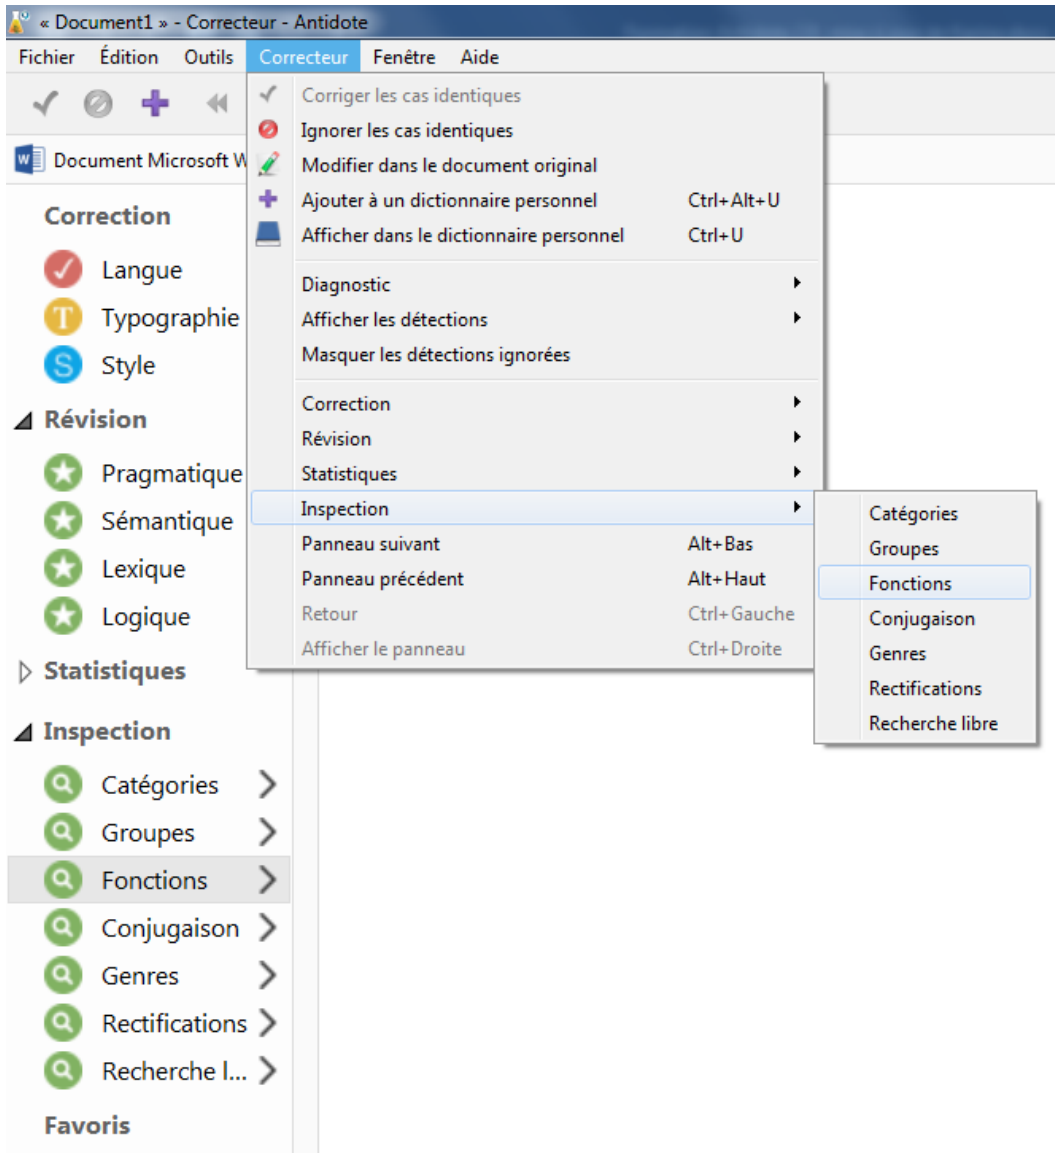 « Document1 » - Correcteur - Antidote
Fichier Édition Outils Correcteur Fenêtre Aide
Corriger les cas identiques
Ignorer les cas identiques
Modifier dans le document original
Ajouter à un dictionnaire personnel Ctrl+Alt+U
Afficher dans le dictionnaire personnel Ctrl+U
Diagnostic
Afficher les détections
Masquer les détections ignorées
Correction
Révision
Statistiques
Inspection
Panneau suivant Alt+Bas
Panneau précédent Alt+Haut
Retour Ctrl+Gauche
Afficher le panneau Ctrl+Droite
Catégories
Groupes
Fonctions
Conjugaison
Genres
Rectifications
Recherche libre
W Document Microsoft W
Correction
Langue
T Typographie
S Style
Révision
Pragmatique
Sémantique
Lexique
Logique
Statistiques
Inspection
Catégories
Groupes
Fonctions
Conjugaison
Genres
Rectifications
Recherche l...
Favoris